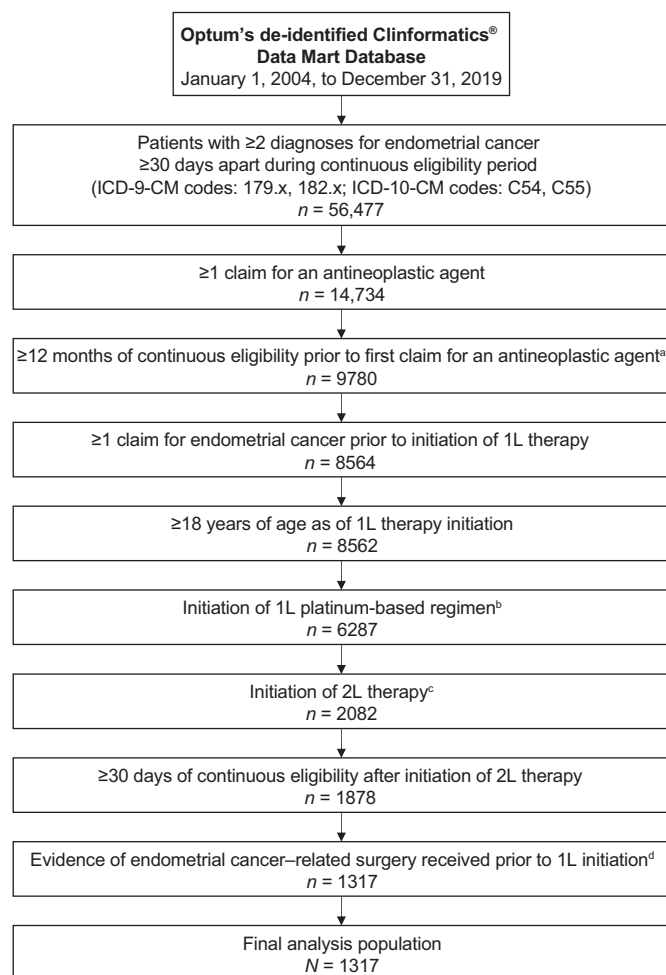 Optum's de-identified Clinformatics®
Data Mart Database
January 1, 2004, to December 31, 2019
Patients with ≥2 diagnoses for endometrial cancer
≥30 days apart during continuous eligibility period
(ICD-9-CM codes: 179.x, 182.x; ICD-10-CM codes: C54, C55)
n = 56,477
≥1 claim for an antineoplastic agent
n = 14,734
≥12 months of continuous eligibility prior to first claim for an antineoplastic agentᵃ
n = 9780
≥1 claim for endometrial cancer prior to initiation of 1L therapy
n = 8564
≥18 years of age as of 1L therapy initiation
n = 8562
Initiation of 1L platinum-based regimenᵇ
n = 6287
Initiation of 2L therapyᶜ
n = 2082
≥30 days of continuous eligibility after initiation of 2L therapy
n = 1878
Evidence of endometrial cancer–related surgery received prior to 1L initiationᵈ
n = 1317
Final analysis population
N = 1317